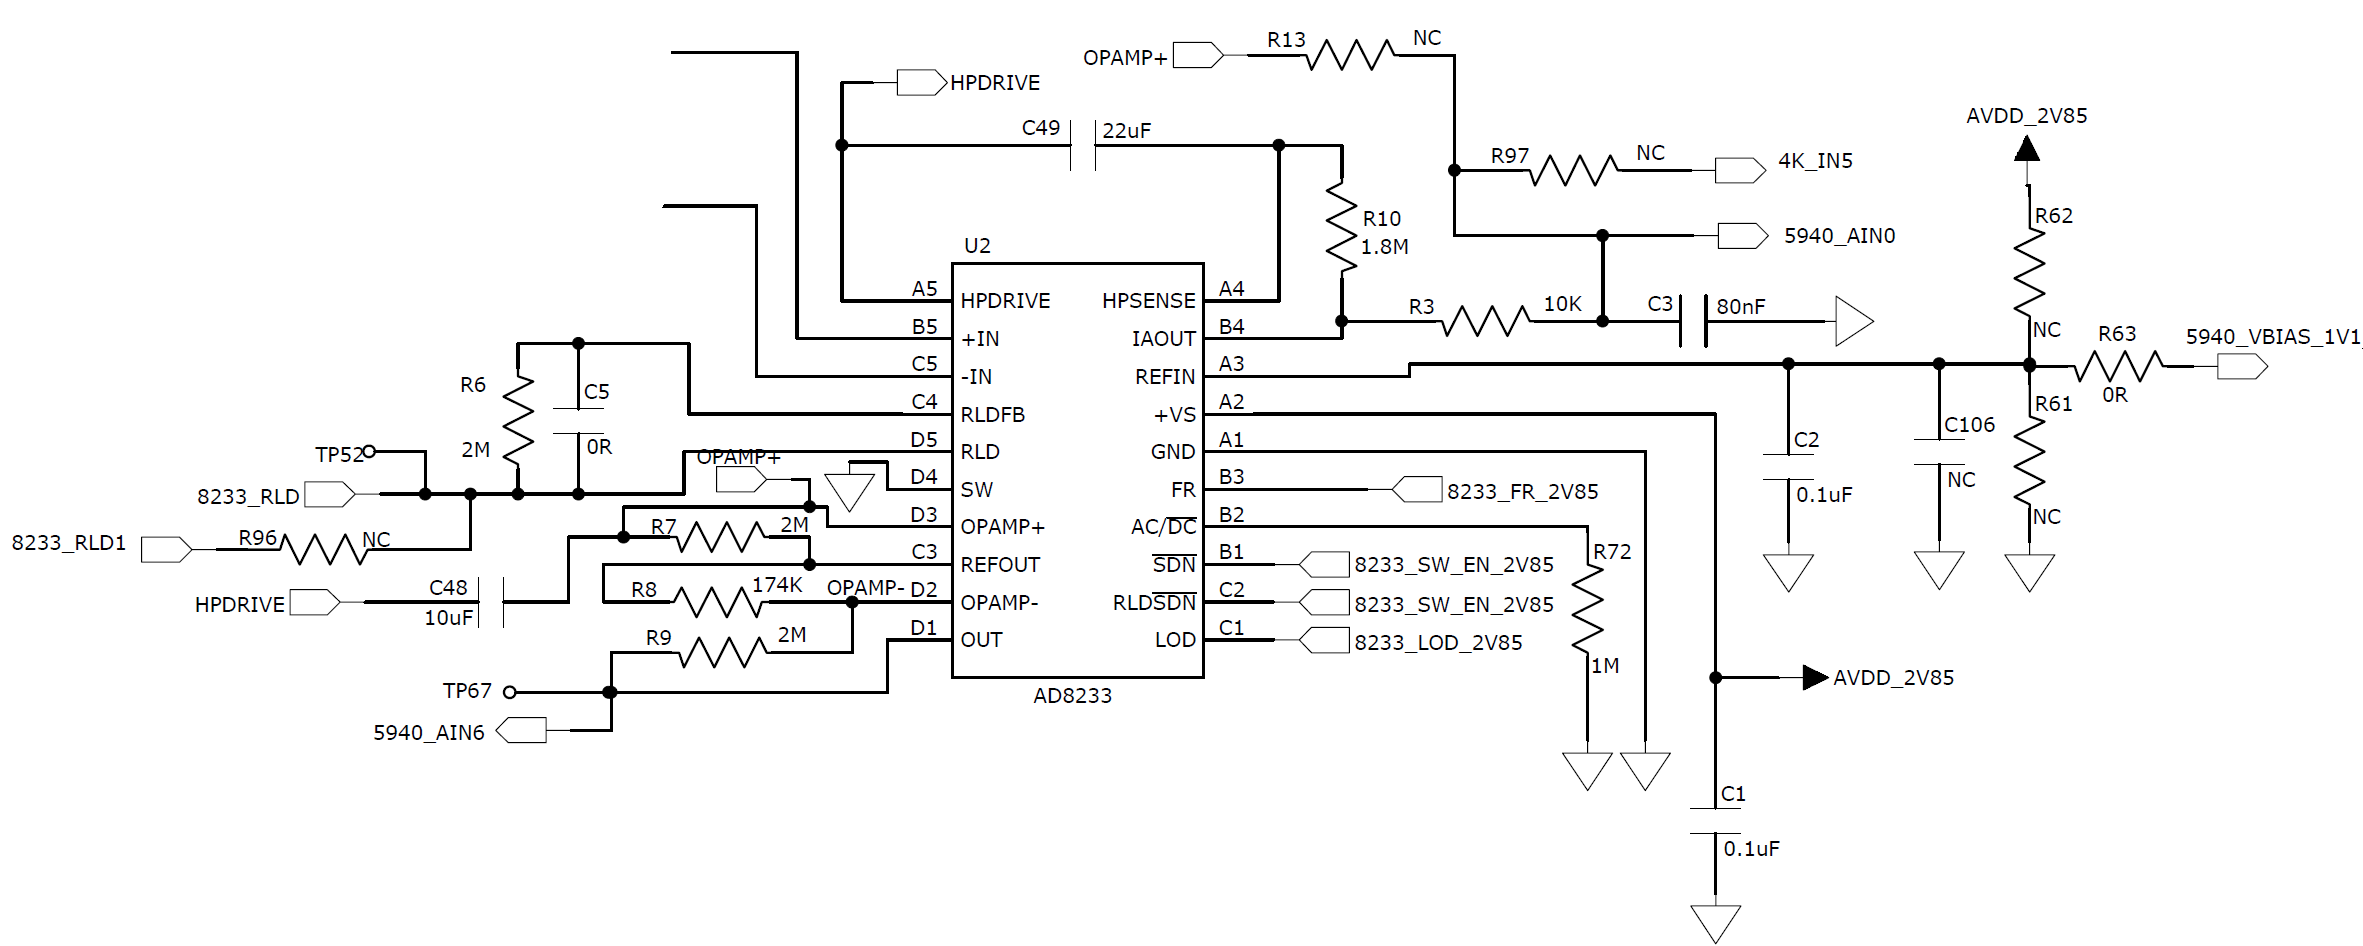 R13
NC
OPAMP+
HPDRIVE
AVDD_2V85
C49
22uF
R97
NC
4K_IN5
R10
1.8M
R62
5940_AIN0
U2
A5
HPDRIVE
HPSENSE
A4
R3
10K
C3
80nF
B5
+IN
IAOUT
B4
NC
R63
5940_VBIAS_1V1
0R
C5
-IN
REFIN
A3
R6
2M
C5
0R
C4
RLDFB
+VS
A2
R61
NC
C2
0.1uF
C106
NC
TP52
D5
RLD
GND
A1
OPAMP+
8233_RLD
D4
SW
FR
B3
8233_FR_2V85
R7
2M
D3
OPAMP+
AC/DC
B2
8233_RLD1
R96
NC
C3
REFOUT
SDN
B1
8233_SW_EN_2V85
R72
1M
HPDRIVE
C48
10uF
R8
174K
OPAMP-
D2
OPAMP-
RLDSDN
C2
8233_SW_EN_2V85
R9
2M
D1
OUT
LOD
C1
8233_LOD_2V85
TP67
AD8233
AVDD_2V85
5940_AIN6
C1
0.1uF